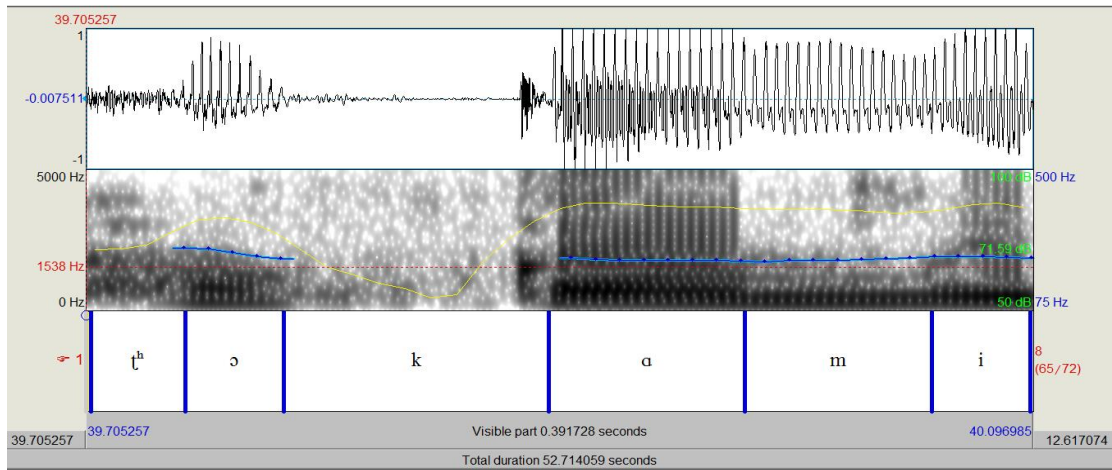 39.705257
1
-0.007511
-1
5000 Hz 100 dB 500 Hz
71.59 dB
1538 Hz
0 Hz 50 dB 75 Hz
☞ 1 ʈʰ ɔ k ɑ m i 8
(65/72)
39.705257 Visible part 0.391728 seconds 40.096985
39.705257 12.617074
Total duration 52.714059 seconds